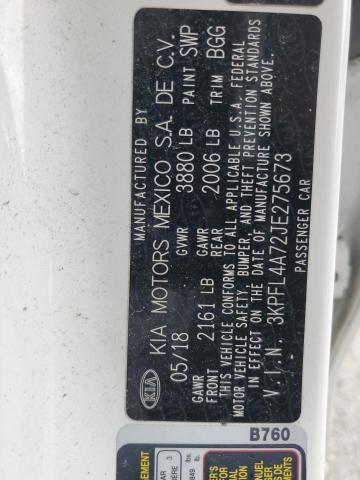 KIA
MANUFACTURED BY
KIA MOTORS MEXICO S.A. DE C.V.
05/18 GVWR 3880 LB PAINT SWP
GAWR FRONT 2161 LB GAWR REAR 2006 LB TRIM BGG
THIS VEHICLE CONFORMS TO ALL APPLICABLE U.S.A. FEDERAL
MOTOR VEHICLE SAFETY, BUMPER, AND THEFT PREVENTION STANDARDS
IN EFFECT ON THE DATE OF MANUFACTURE SHOWN ABOVE.
V.I.N. 3KPFL4A72JE275673
PASSENGER CAR
B760